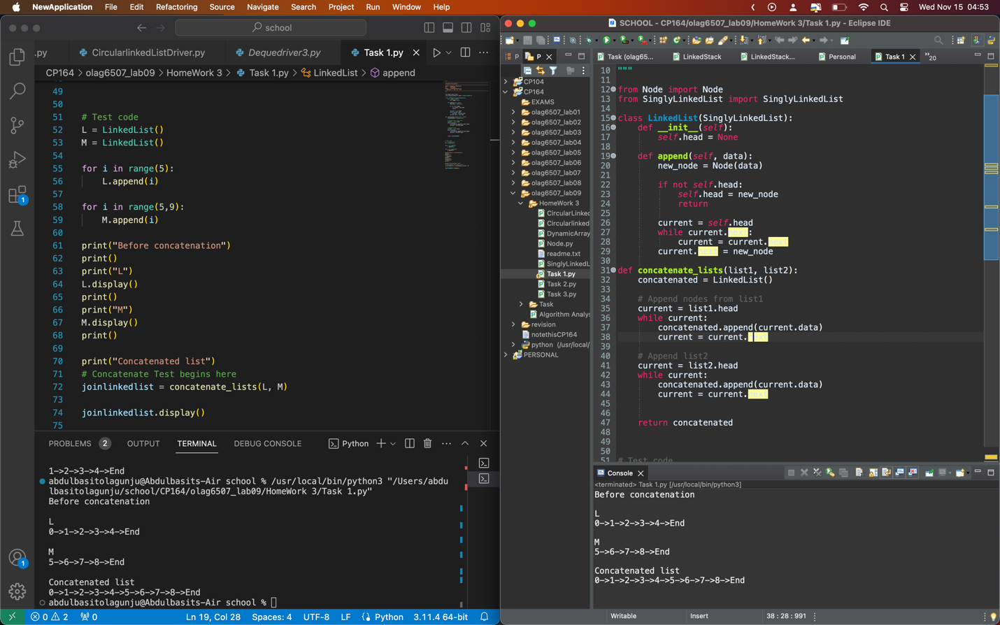 NewApplication File Edit Refactoring Source Navigate Search Project Run Window Help
Wed Nov 15 04:53
school
.py CircularlinkedListDriver.py Dequedriver3.py Task 1.py
CP164 > olag6507_lab09 > HomeWork 3 > Task 1.py > LinkedList > append
49
50
51 # Test code
52 L = LinkedList()
53 M = LinkedList()
54
55 for i in range(5):
56 L.append(i)
57
58 for i in range(5,9):
59 M.append(i)
60
61 print("Before concatenation")
62 print()
63 print("L")
64 L.display()
65 print()
66 print("M")
67 M.display()
68 print()
69
70 print("Concatenated list")
71 # Concatenate Test begins here
72 joinlinkedlist = concatenate_lists(L, M)
73
74 joinlinkedlist.display()
75
1
1
PROBLEMS 2 OUTPUT TERMINAL DEBUG CONSOLE Python
1->2->3->4->End
abdulbasitolagunju@Abdulbasits-Air school % /usr/local/bin/python3 "/Users/abdu
lbasitolagunju/school/CP164/olag6507_lab09/HomeWork 3/Task 1.py"
Before concatenation
L
0->1->2->3->4->End
M
5->6->7->8->End
Concatenated list
0->1->2->3->4->5->6->7->8->End
abdulbasitolagunju@Abdulbasits-Air school %
0 2 0 Ln 19, Col 28 Spaces: 4 UTF-8 LF Python 3.11.4 64-bit
SCHOOL - CP164/olag6507_lab09/HomeWork 3/Task 1.py - Eclipse IDE
P P
Task (olag65... LinkedStack LinkedStack... Personal Task 1 »20
CP104
CP164
EXAMS
olag6507_lab01
olag6507_lab02
olag6507_lab03
olag6507_lab04
olag6507_lab05
olag6507_lab06
olag6507_lab07
olag6507_lab08
olag6507_lab09
HomeWork 3
CircularLinked
Circularlinked
DynamicArray
Node.py
readme.txt
SinglyLinkedL
Task 1.py
Task 2.py
Task 3.py
Task
Algorithm Analys
revision
notethisCP164
python (/usr/local/
PERSONAL
10 """
11
12 from Node import Node
13 from SinglyLinkedList import SinglyLinkedList
14
15 class LinkedList(SinglyLinkedList):
16 def __init__(self):
17 self.head = None
18
19 def append(self, data):
20 new_node = Node(data)
21
22 if not self.head:
23 self.head = new_node
24 return
25
26 current = self.head
27 while current.next:
28 current = current.next
29 current.next = new_node
30
31 def concatenate_lists(list1, list2):
32 concatenated = LinkedList()
33
34 # Append nodes from list1
35 current = list1.head
36 while current:
37 concatenated.append(current.data)
38 current = current.next
39
40 # Append list2
41 current = list2.head
42 while current:
43 concatenated.append(current.data)
44 current = current.next
45
46
47 return concatenated
48
49
50
51 # Test code
Console
<terminated> Task 1.py [/usr/local/bin/python3]
Before concatenation
L
0->1->2->3->4->End
M
5->6->7->8->End
Concatenated list
0->1->2->3->4->5->6->7->8->End
Writable Insert 38 : 28 : 991